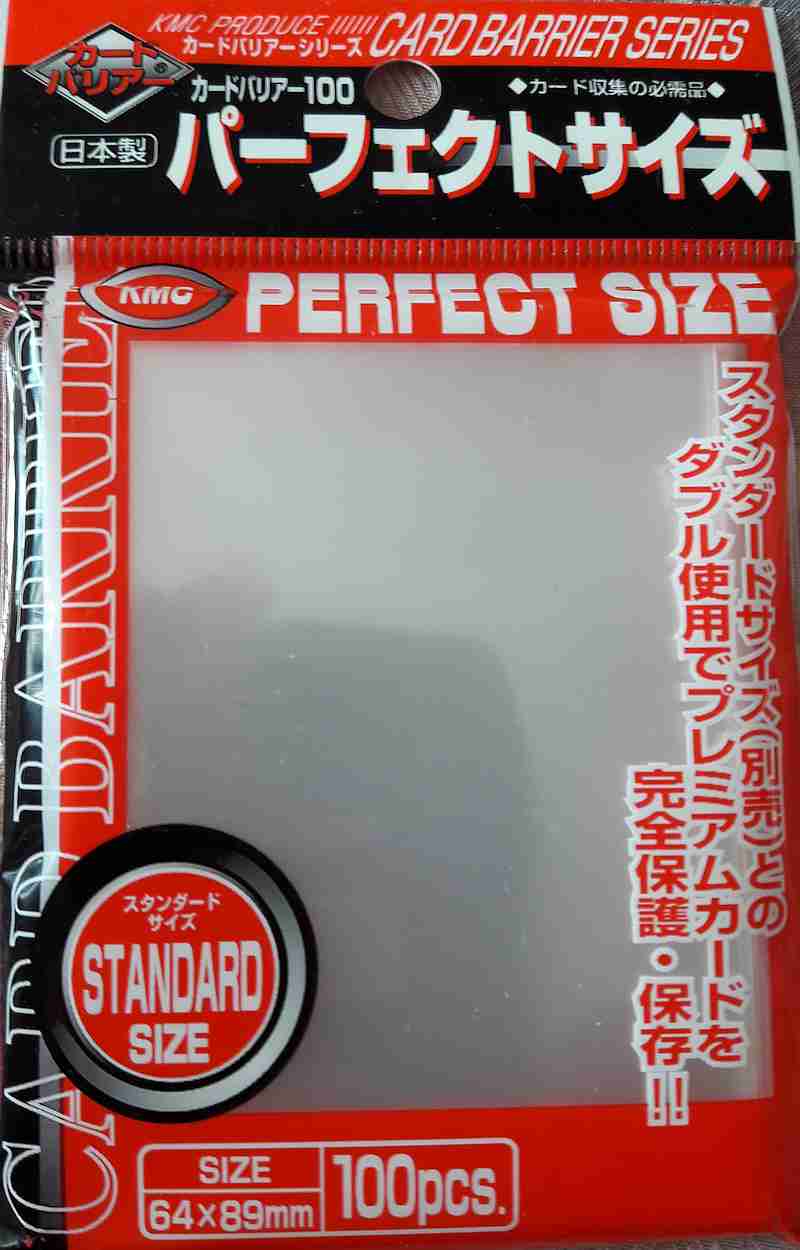 KMC PRODUCE
カードバリアーシリーズ CARD BARRIER SERIES
カード
バリアー®
カードバリアー100
◆カード収集の必需品◆
日本製
パーフェクトサイズ
KMC PERFECT SIZE
CARD BARRIER
スタンダードサイズ(別売)との
ダブル使用でプレミアムカードを
完全保護・保存!!
スタンダード
サイズ
STANDARD
SIZE
SIZE
64×89mm
100pcs.